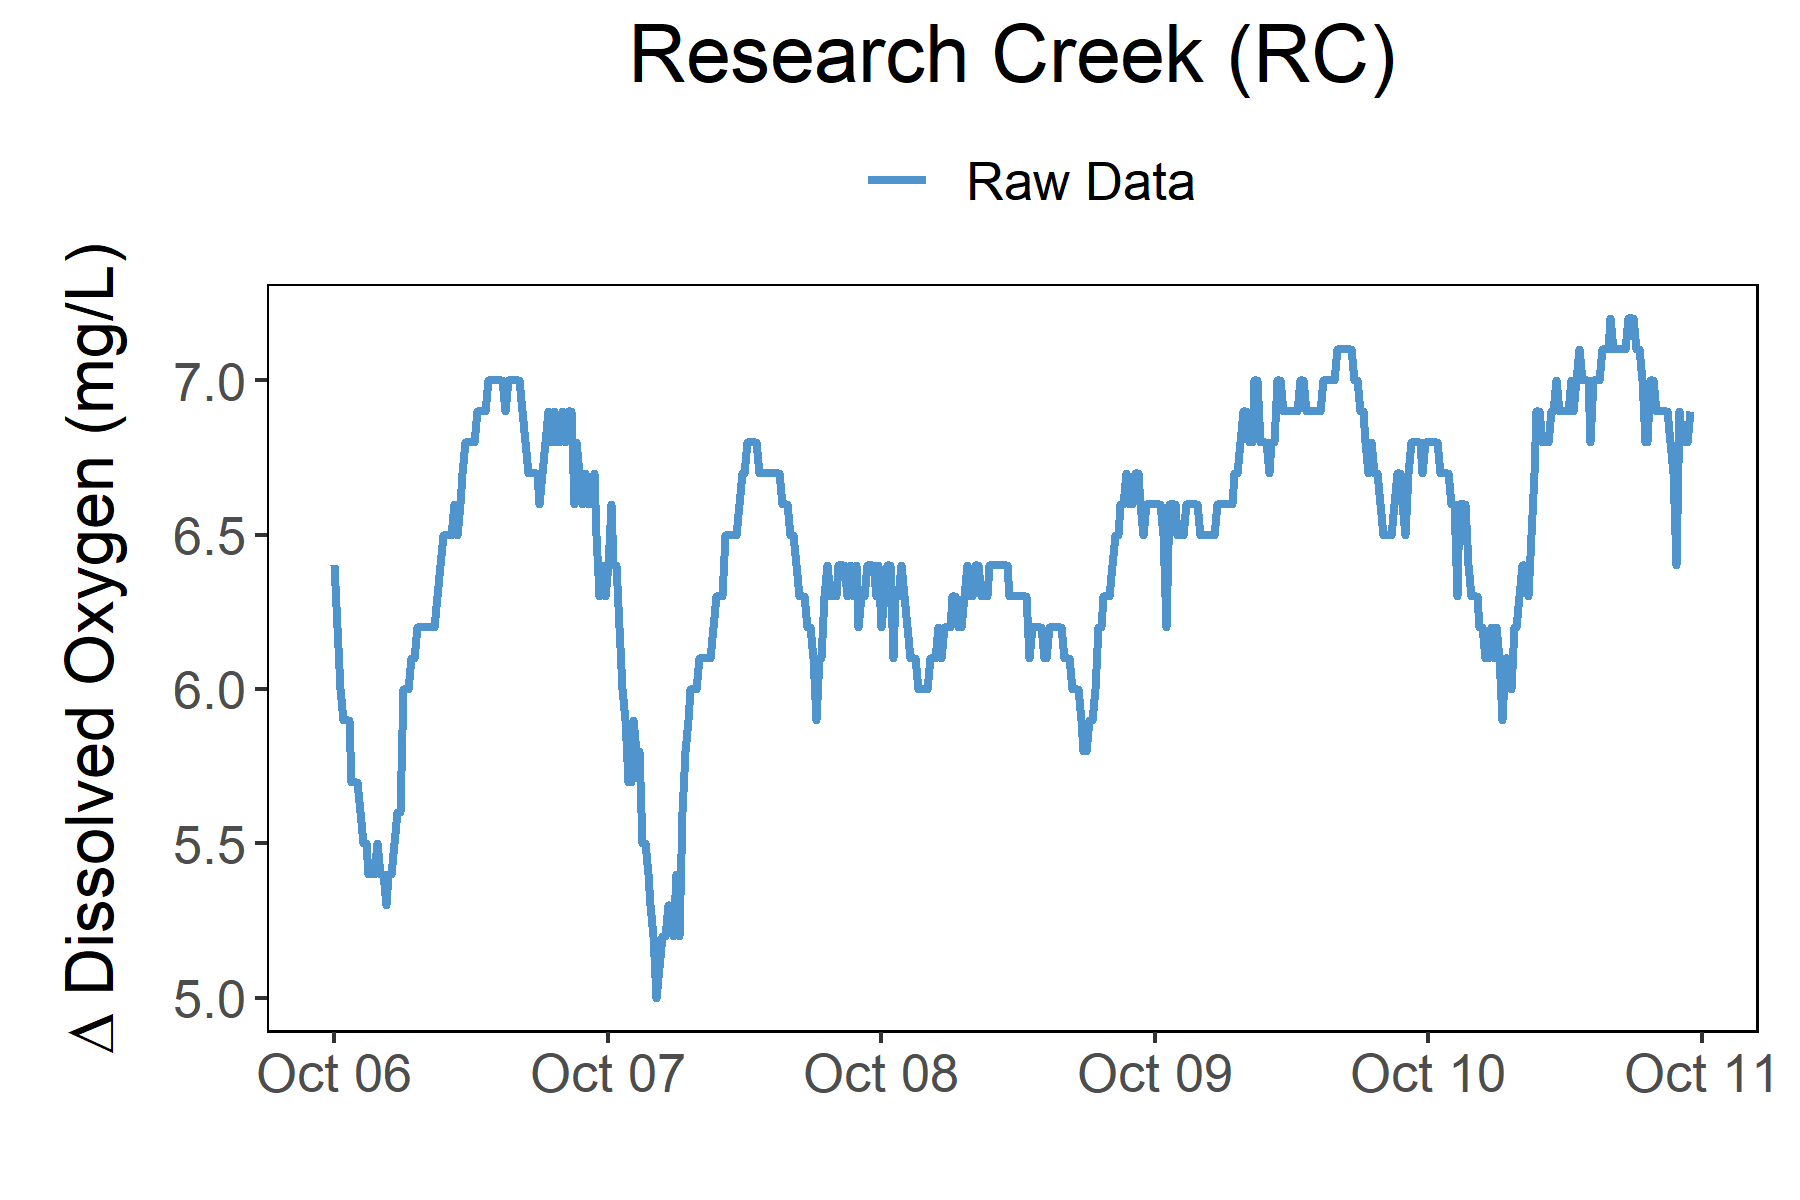 Research Creek (RC)
Raw Data
Δ Dissolved Oxygen (mg/L)
7.0
6.5
6.0
5.5
5.0
Oct 06 Oct 07 Oct 08 Oct 09 Oct 10 Oct 11